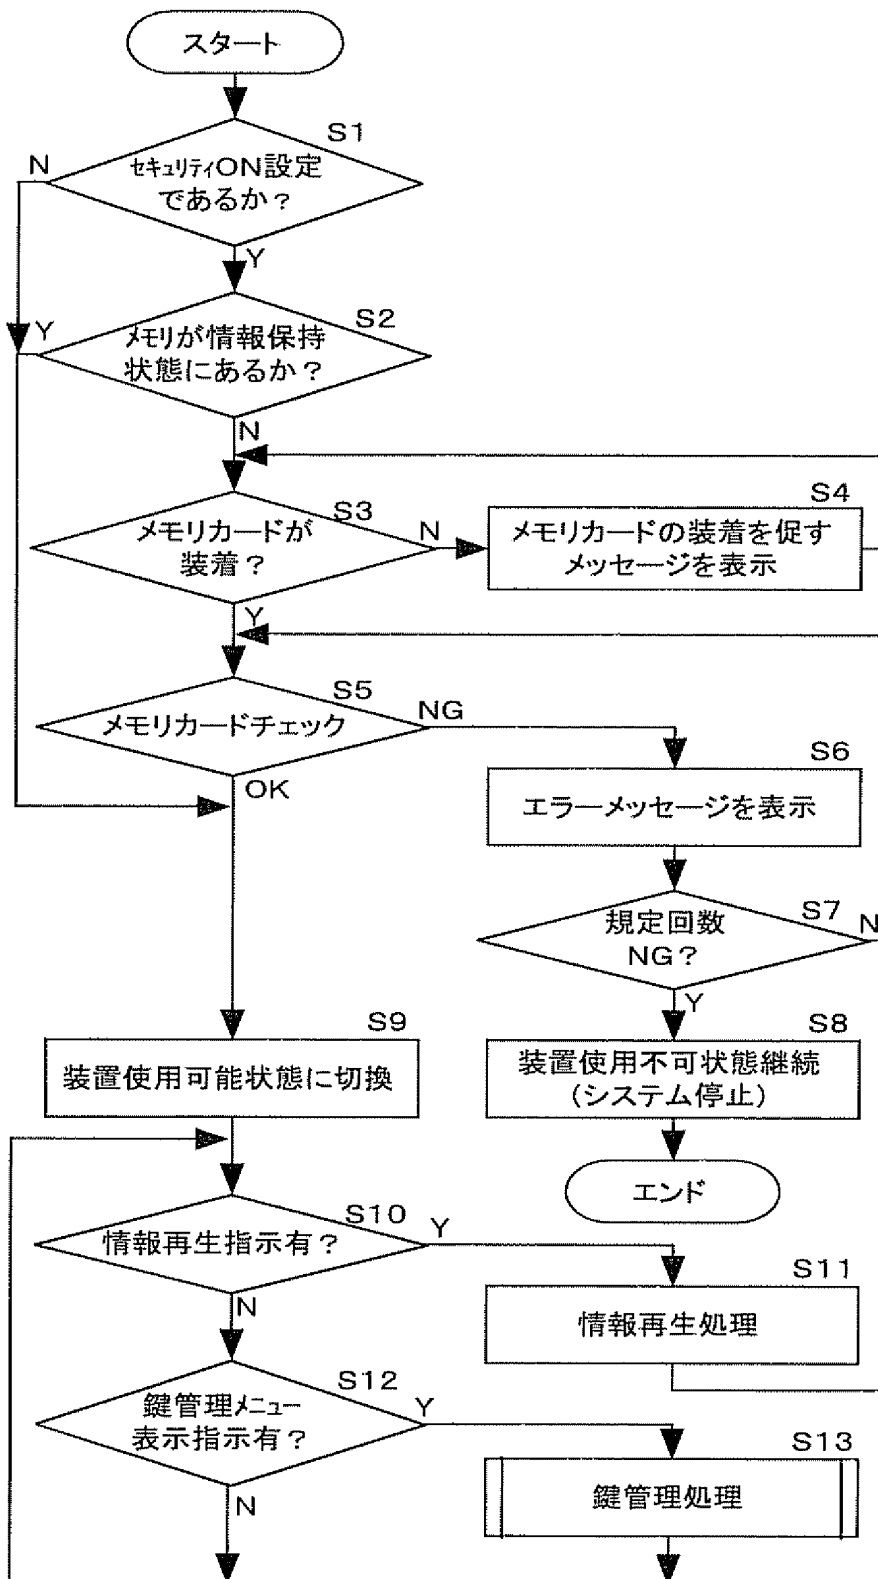 スタート
S1
N
セキュリティON設定
であるか？
Y
S2
Y
メモリが情報保持
状態にあるか？
N
S3
メモリカードが
装着？
N
S4
メモリカードの装着を促す
メッセージを表示
Y
S5
メモリカードチェック
NG
OK
S6
エラーメッセージを表示
S7
規定回数
NG？
N
Y
S9
装置使用可能状態に切換
S8
装置使用不可状態継続
(システム停止)
エンド
S10
情報再生指示有？
Y
N
S11
情報再生処理
S12
鍵管理メニュー
表示指示有？
Y
N
S13
鍵管理処理